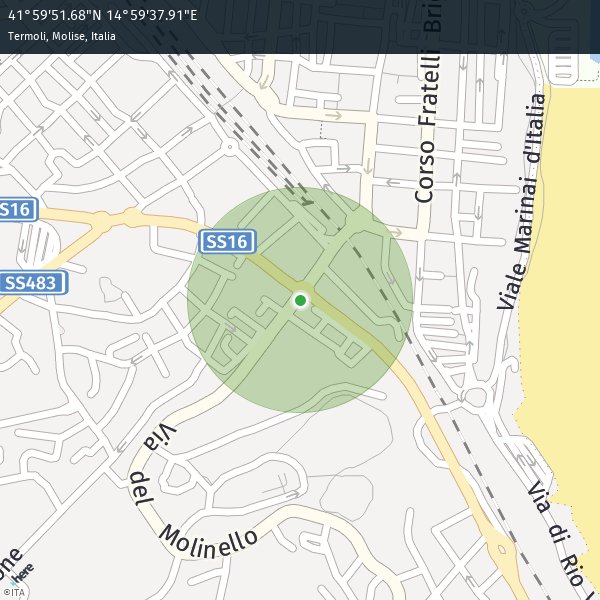 41°59'51.68"N 14°59'37.91"E
Termoli, Molise, Italia
Corso Fratelli Bri
Viale Marinai d'Italia
SS16
SS16
SS483
Via del Molinello
Via di Rio
one
here
©ITA